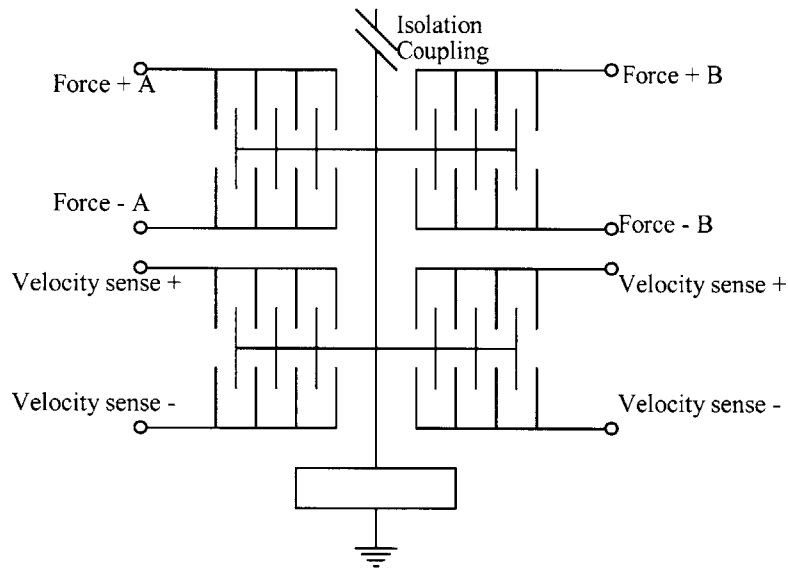 Isolation
Coupling
Force + A
Force + B
Force - A
Force - B
Velocity sense +
Velocity sense +
Velocity sense -
Velocity sense -